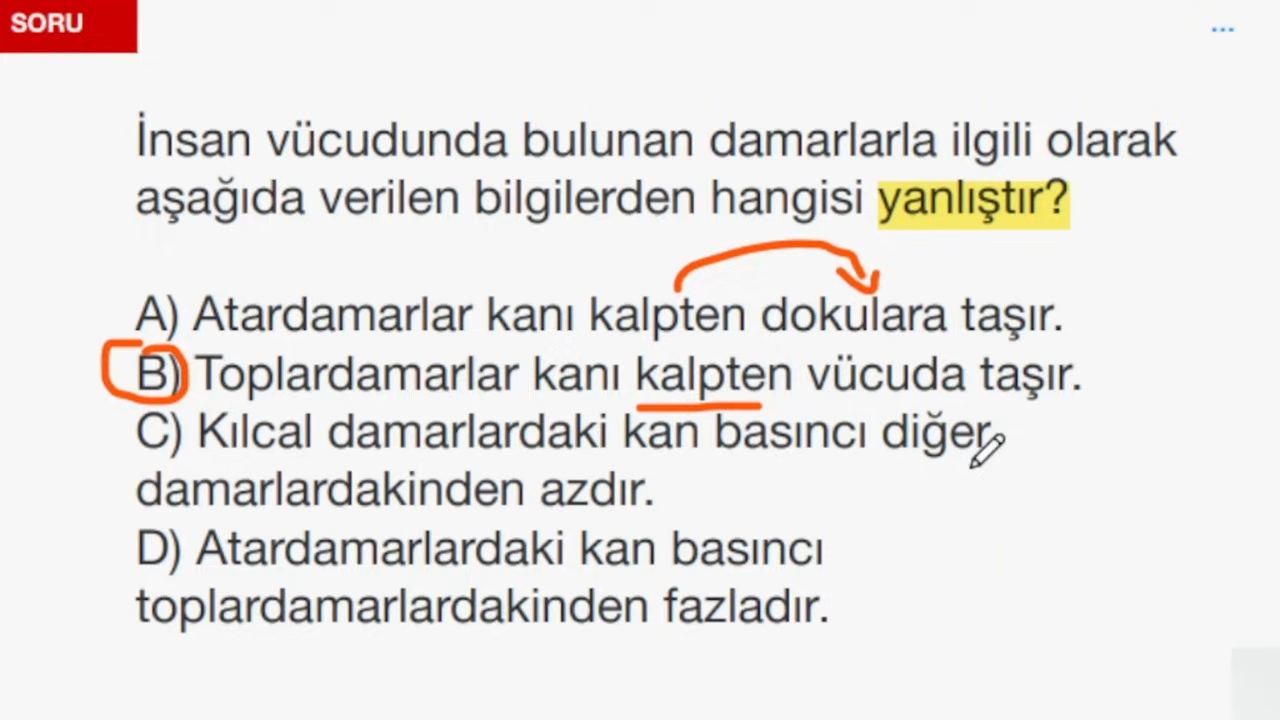 SORU
...
İnsan vücudunda bulunan damarlarla ilgili olarak
aşağıda verilen bilgilerden hangisi yanlıştır?
A) Atardamarlar kanı kalpten dokulara taşır.
B) Toplardamarlar kanı kalpten vücuda taşır.
C) Kılcal damarlardaki kan basıncı diğer
damarlardakinden azdır.
D) Atardamarlardaki kan basıncı
toplardamarlardakinden fazladır.